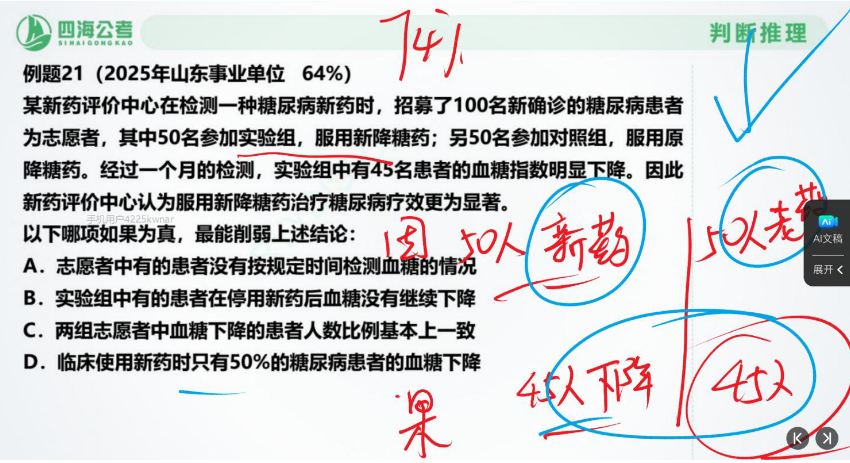 四海公考
SIHAIGONGKAO
判断推理
例题21（2025年山东事业单位 64%）
某新药评价中心在检测一种糖尿病新药时，招募了100名新确诊的糖尿病患者
为志愿者，其中50名参加实验组，服用新降糖药；另50名参加对照组，服用原
降糖药。经过一个月的检测，实验组中有45名患者的血糖指数明显下降。因此
新药评价中心认为服用新降糖药治疗糖尿病疗效更为显著。
手机用户4225kwnar
以下哪项如果为真，最能削弱上述结论：
因 50人 新药
50人老药
AI文稿
展开
A．志愿者中有的患者没有按规定时间检测血糖的情况
B．实验组中有的患者在停用新药后血糖没有继续下降
C．两组志愿者中血糖下降的患者人数比例基本上一致
D．临床使用新药时只有50%的糖尿病患者的血糖下降
果 45人下降
45人